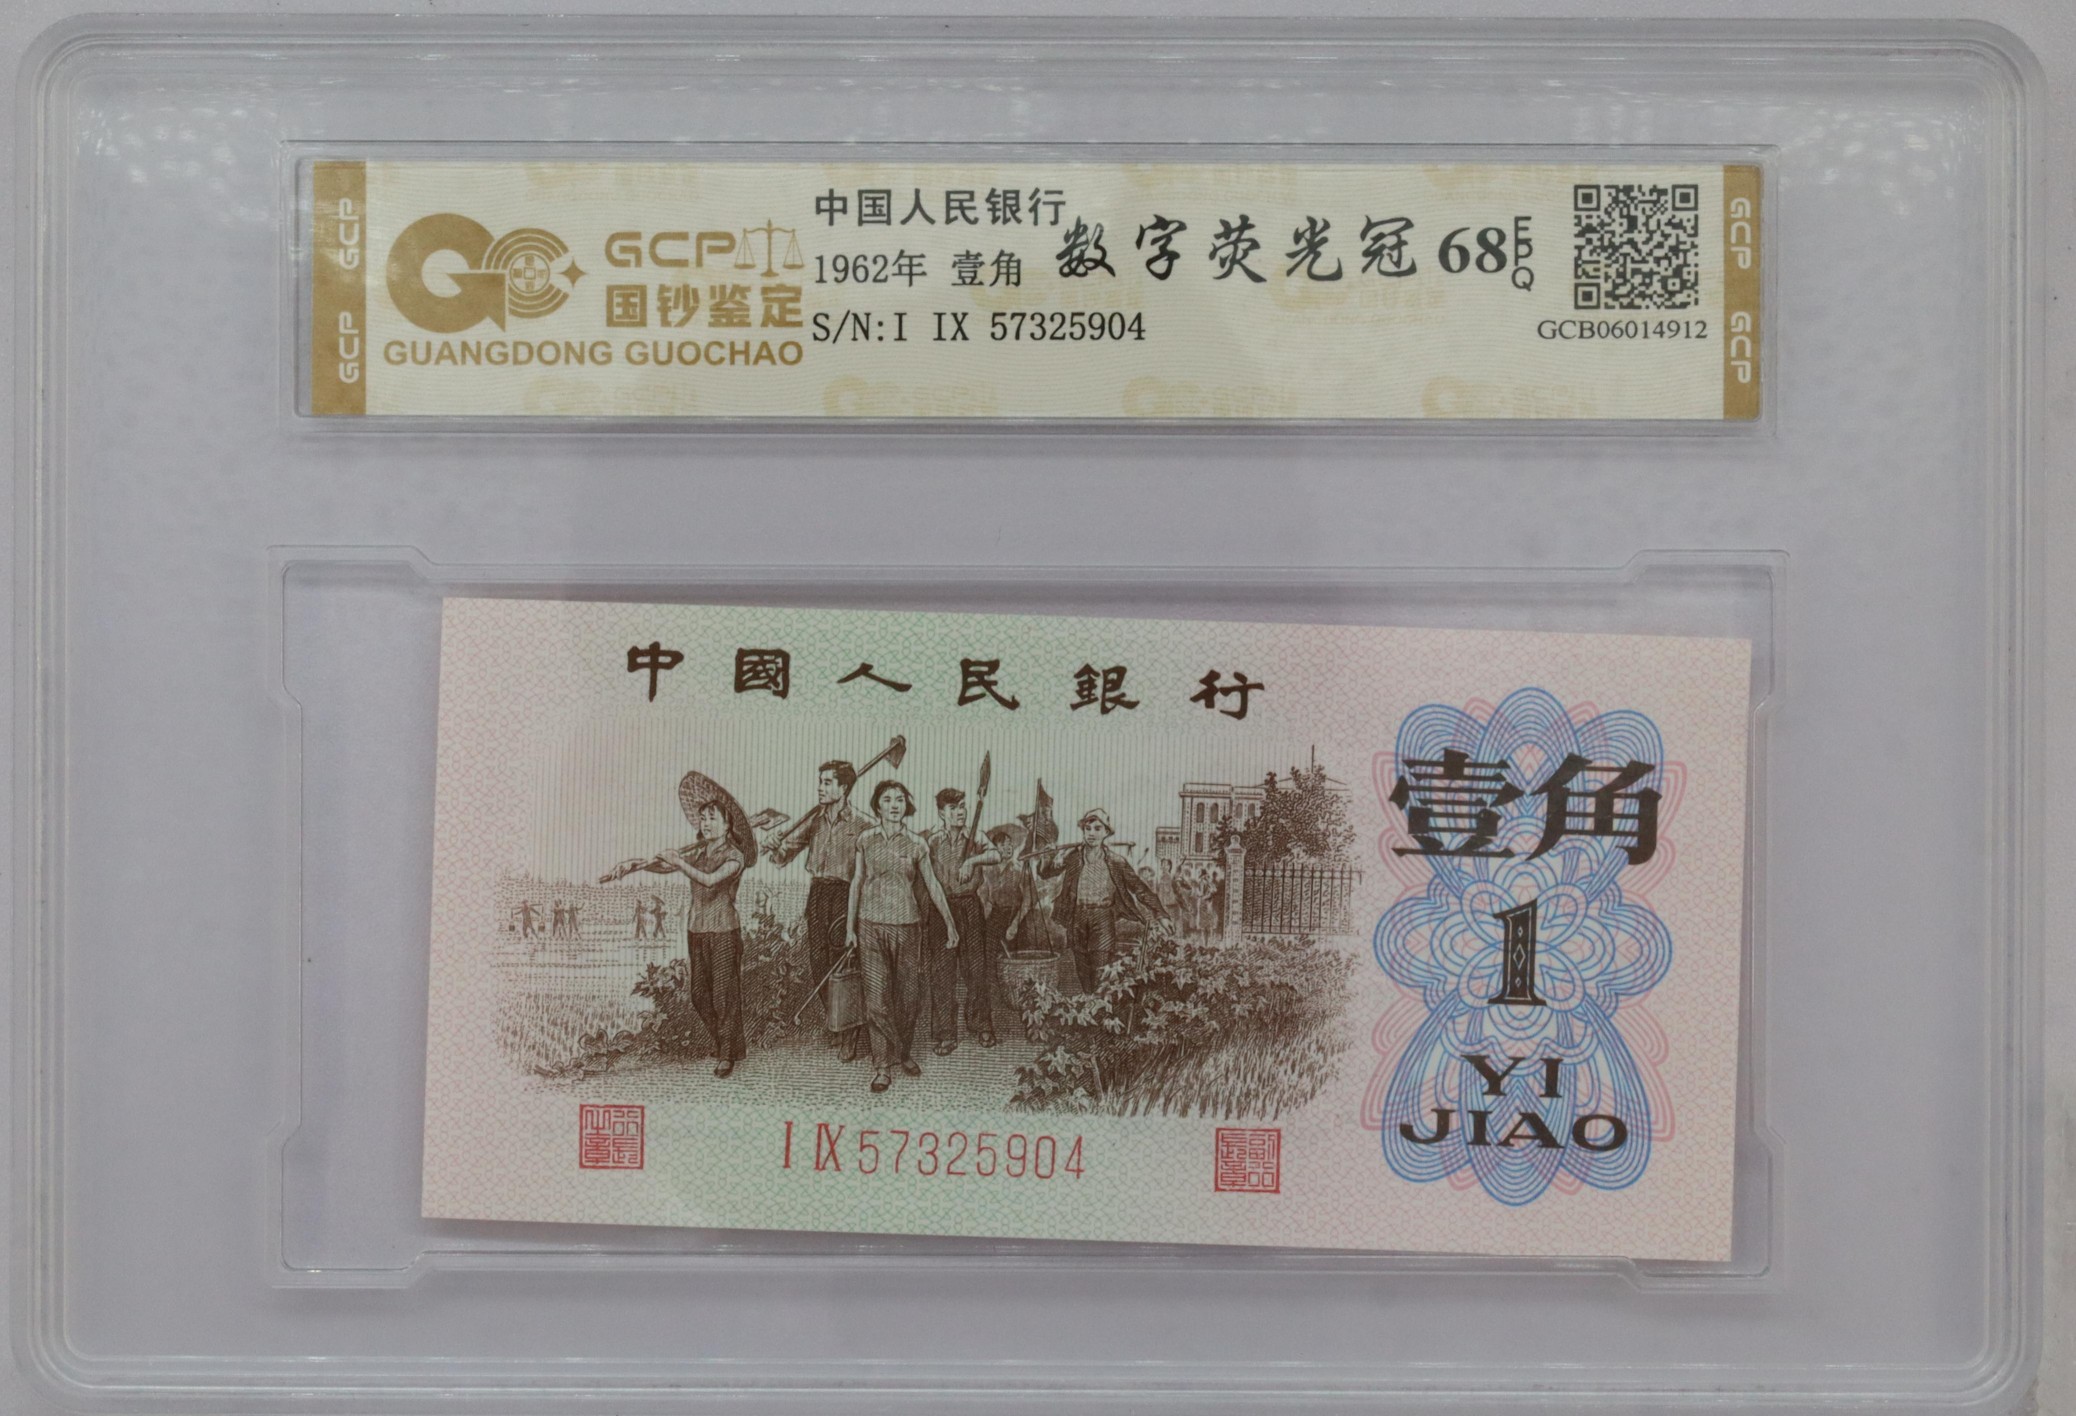 GCP
GCP
GCP
国钞鉴定
GUANGDONG GUOCHAO
中国人民银行
1962年 壹角
S/N:I IX 57325904
数字荧光冠 68 EPQ
GCB06014912
GCP
GCP
中國人民銀行
壹角
1
YI
JIAO
I IX 57325904